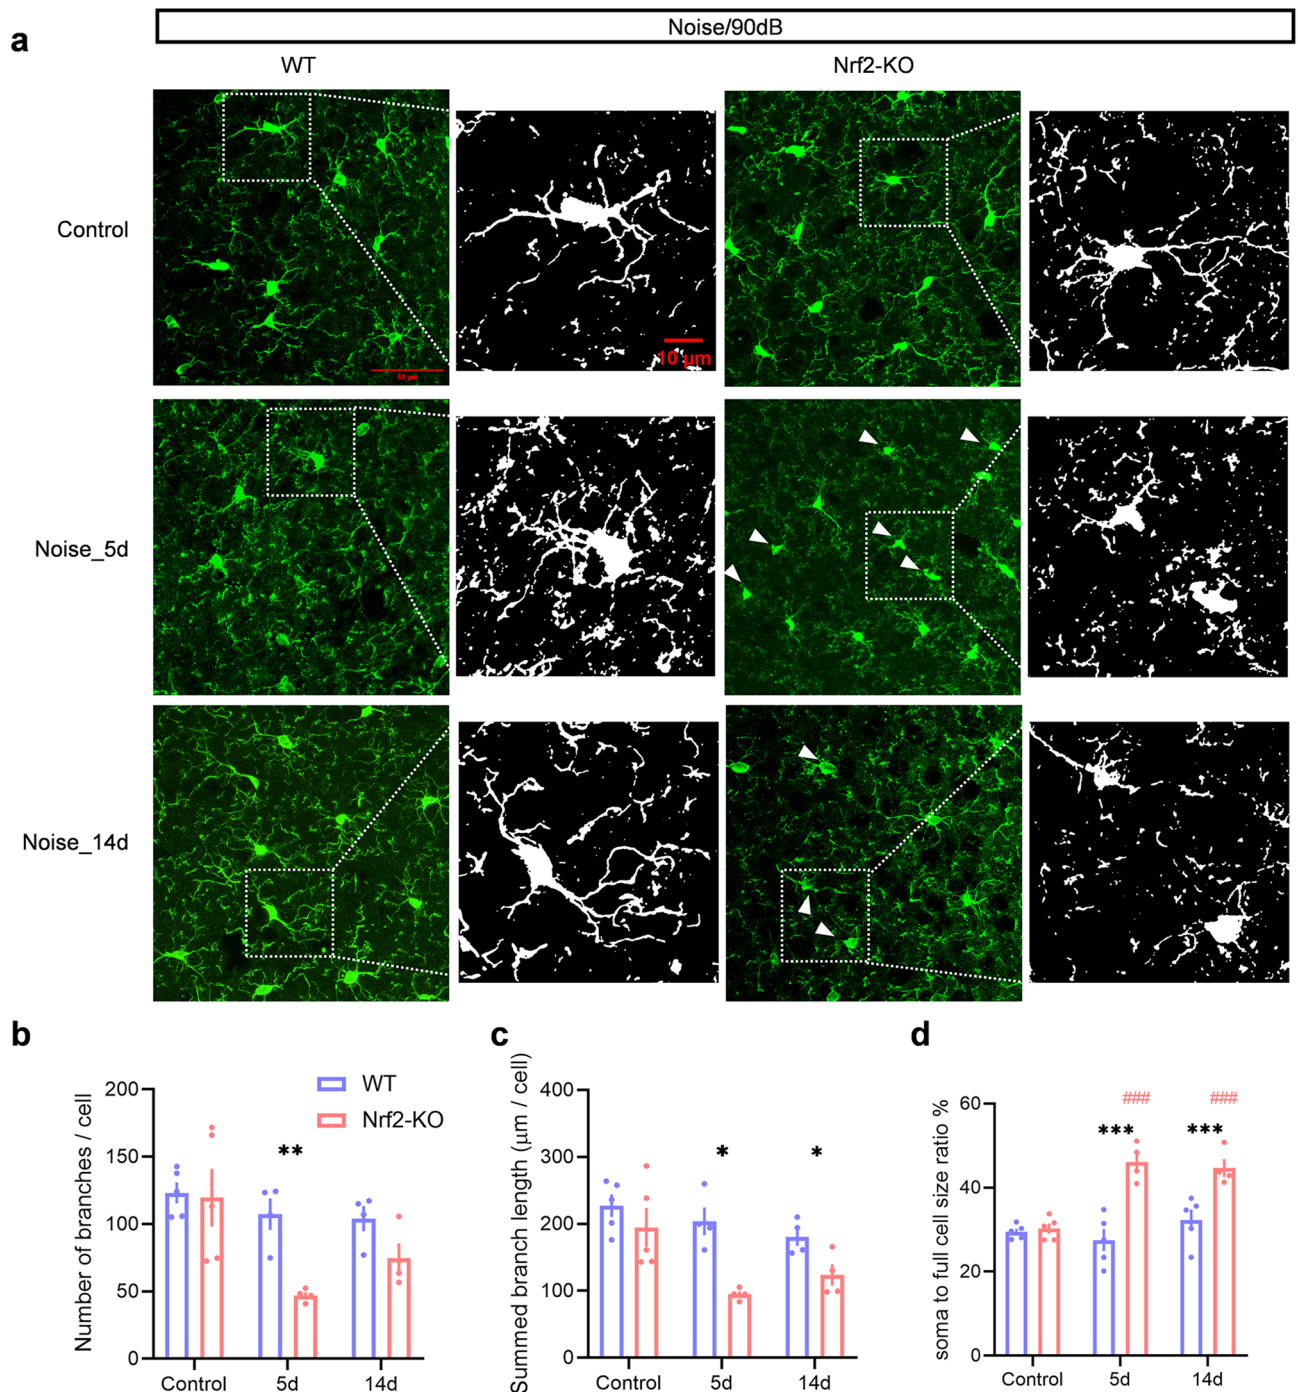 Noise/90dB
a
WT
Nrf2-KO
Control
50 µm
10 µm
Noise_5d
Noise_14d
b
c
d
WT
Nrf2-KO
Number of branches / cell
200
150
100
50
0
**
Control
5d
14d
Summed branch length (µm / cell)
400
300
200
100
0
*
*
Control
5d
14d
soma to full cell size ratio %
60
40
20
0
###
###
***
***
Control
5d
14d